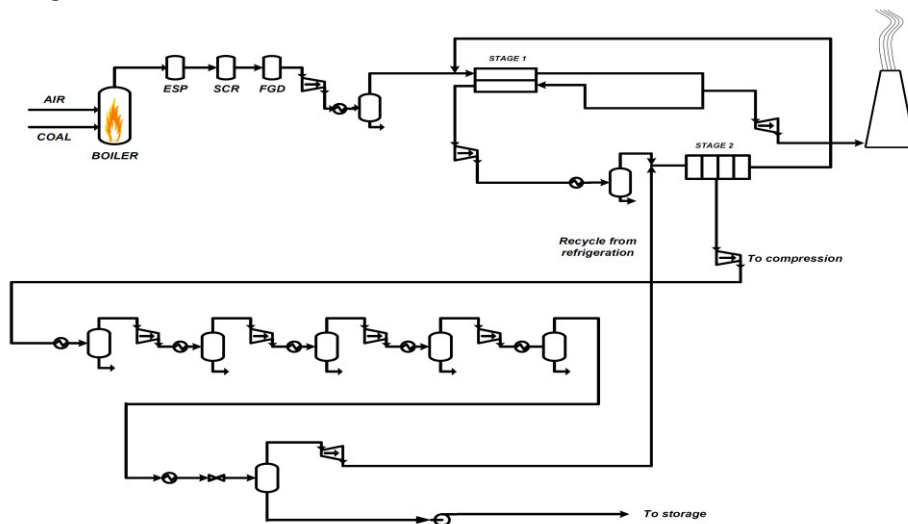 STAGE 1
ESP
SCR
FGD
AIR
COAL
BOILER
STAGE 2
Recycle from
refrigeration
To compression
To storage